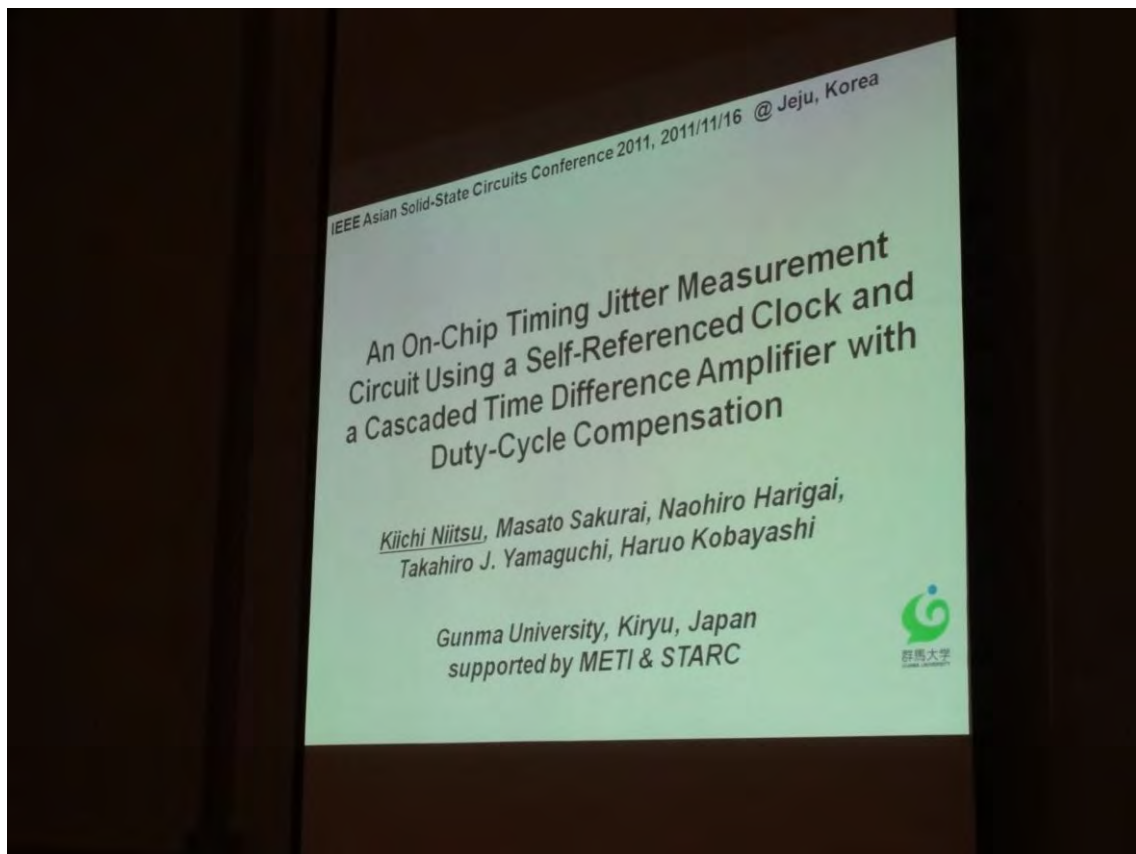 IEEE Asian Solid-State Circuits Conference 2011, 2011/11/16 @ Jeju, Korea
An On-Chip Timing Jitter Measurement
Circuit Using a Self-Referenced Clock and
a Cascaded Time Difference Amplifier with
Duty-Cycle Compensation
Kiichi Niitsu, Masato Sakurai, Naohiro Harigai,
Takahiro J. Yamaguchi, Haruo Kobayashi
Gunma University, Kiryu, Japan
supported by METI & STARC
群馬大学
GUNMA UNIVERSITY